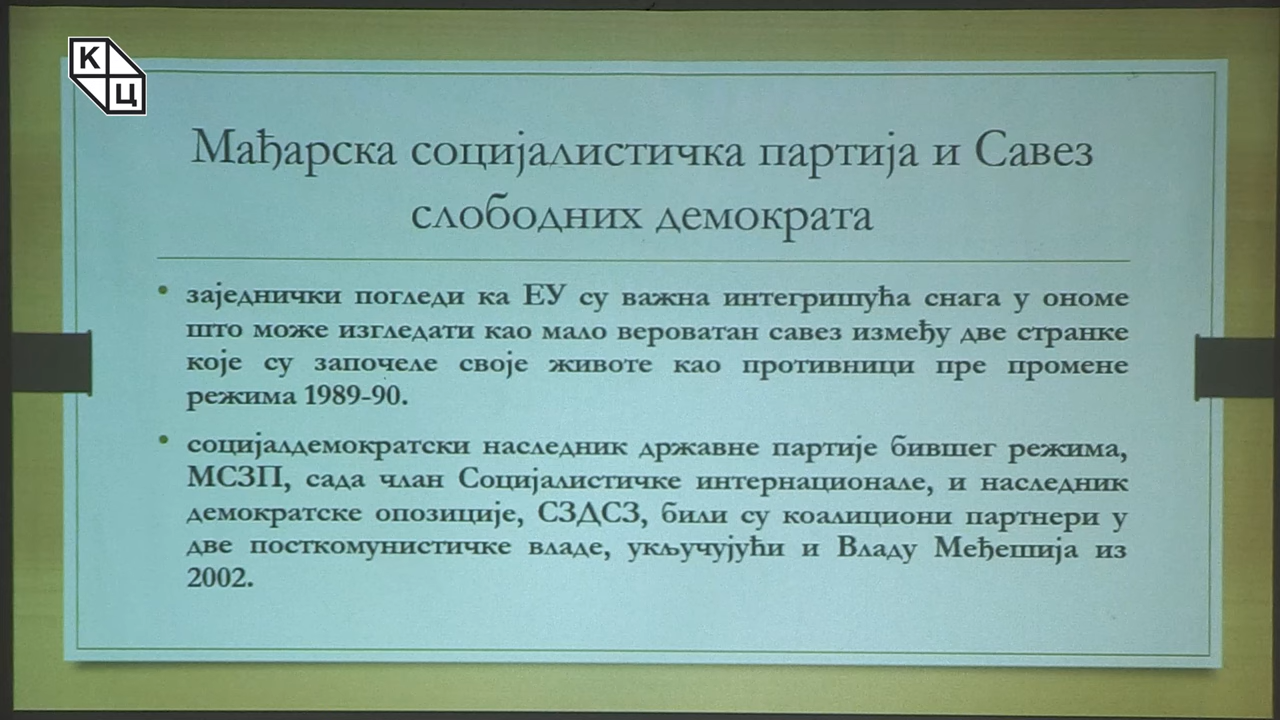 К
Ц
Мађарска социјалистичка партија и Савез
слободних демократа
• заједнички погледи ка ЕУ су важна интегришућа снага у ономе
што може изгледати као мало вероватан савез између две странке
које су започеле своје животе као противници пре промене
режима 1989-90.
• социјалдемократски наследник државне партије бившег режима,
МСЗП, сада члан Социјалистичке интернационале, и наследник
демократске опозиције, СЗДСЗ, били су коалициони партнери у
две посткомунистичке владе, укључујући и Владу Међешија из
2002.